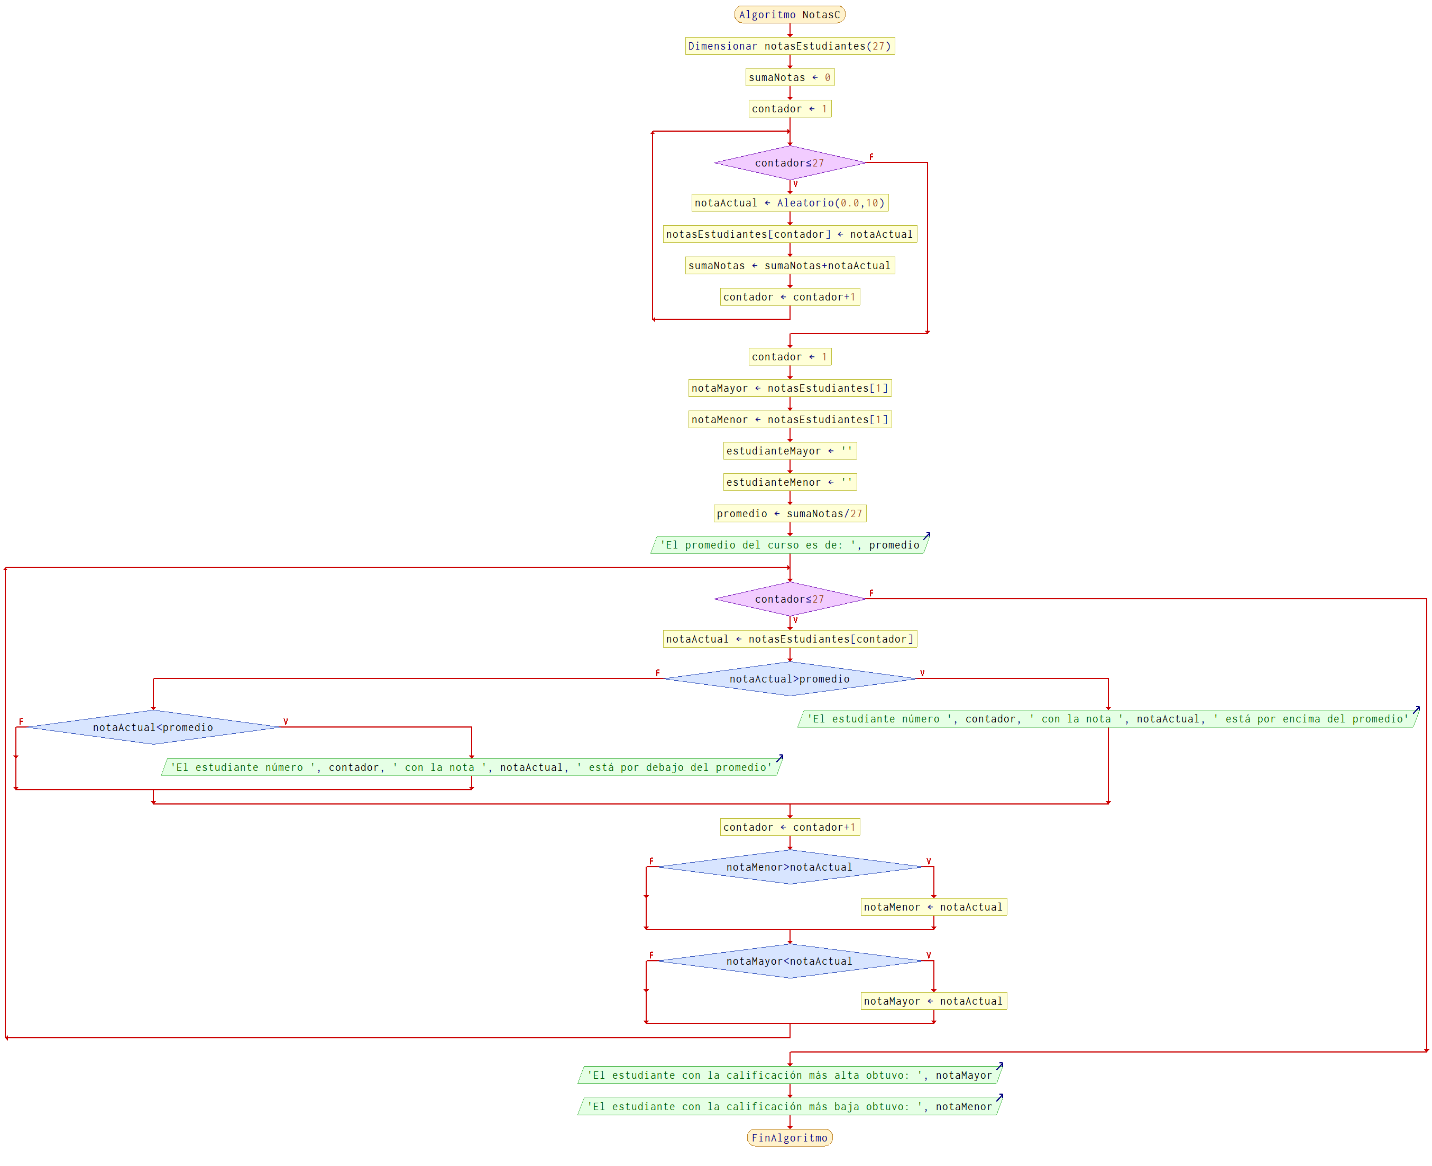 Algoritmo NotasC
Dimensionar notasEstudiantes(27)
sumaNotas ← 0
contador ← 1
contador≤27
F
V
notaActual ← Aleatorio(0.0,10)
notasEstudiantes[contador] ← notaActual
sumaNotas ← sumaNotas+notaActual
contador ← contador+1
contador ← 1
notaMayor ← notasEstudiantes[1]
notaMenor ← notasEstudiantes[1]
estudianteMayor ← ''
estudianteMenor ← ''
promedio ← sumaNotas/27
'El promedio del curso es de: ', promedio
contador≤27
F
V
notaActual ← notasEstudiantes[contador]
F
notaActual>promedio
V
'El estudiante número ', contador, ' con la nota ', notaActual, ' está por encima del promedio'
F
notaActual<promedio
V
'El estudiante número ', contador, ' con la nota ', notaActual, ' está por debajo del promedio'
contador ← contador+1
F
notaMenor>notaActual
V
notaMenor ← notaActual
F
notaMayor<notaActual
V
notaMayor ← notaActual
'El estudiante con la calificación más alta obtuvo: ', notaMayor
'El estudiante con la calificación más baja obtuvo: ', notaMenor
FinAlgoritmo